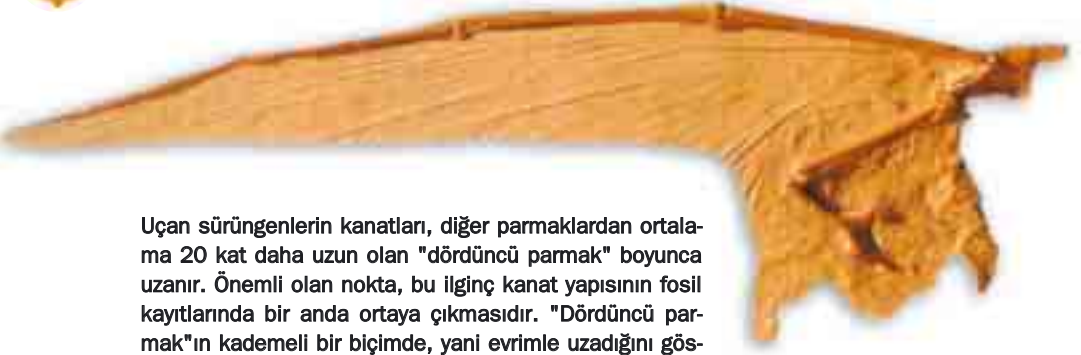 Uçan sürüngenlerin kanatları, diğer parmaklardan ortala-
ma 20 kat daha uzun olan "dördüncü parmak" boyunca
uzanır. Önemli olan nokta, bu ilginç kanat yapısının fosil
kayıtlarında bir anda ortaya çıkmasıdır. "Dördüncü par-
mak"ın kademeli bir biçimde, yani evrimle uzadığını gös-